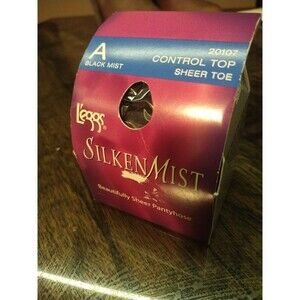 A
BLACK MIST
20107
CONTROL TOP
SHEER TOE
L'eggs®
SILKEN MIST
Beautifully Sheer Pantyhose